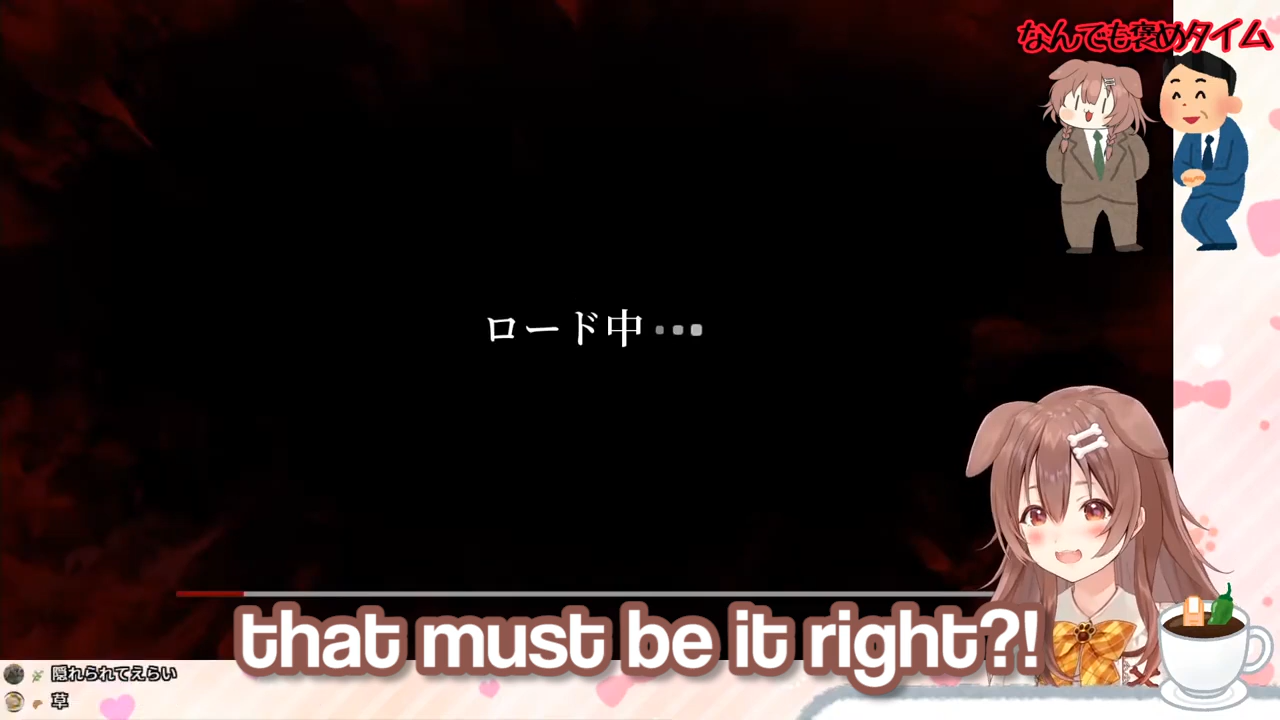 なんでも褒めタイム
ロード中...
that must be it right?!
隠れられてえらい
草